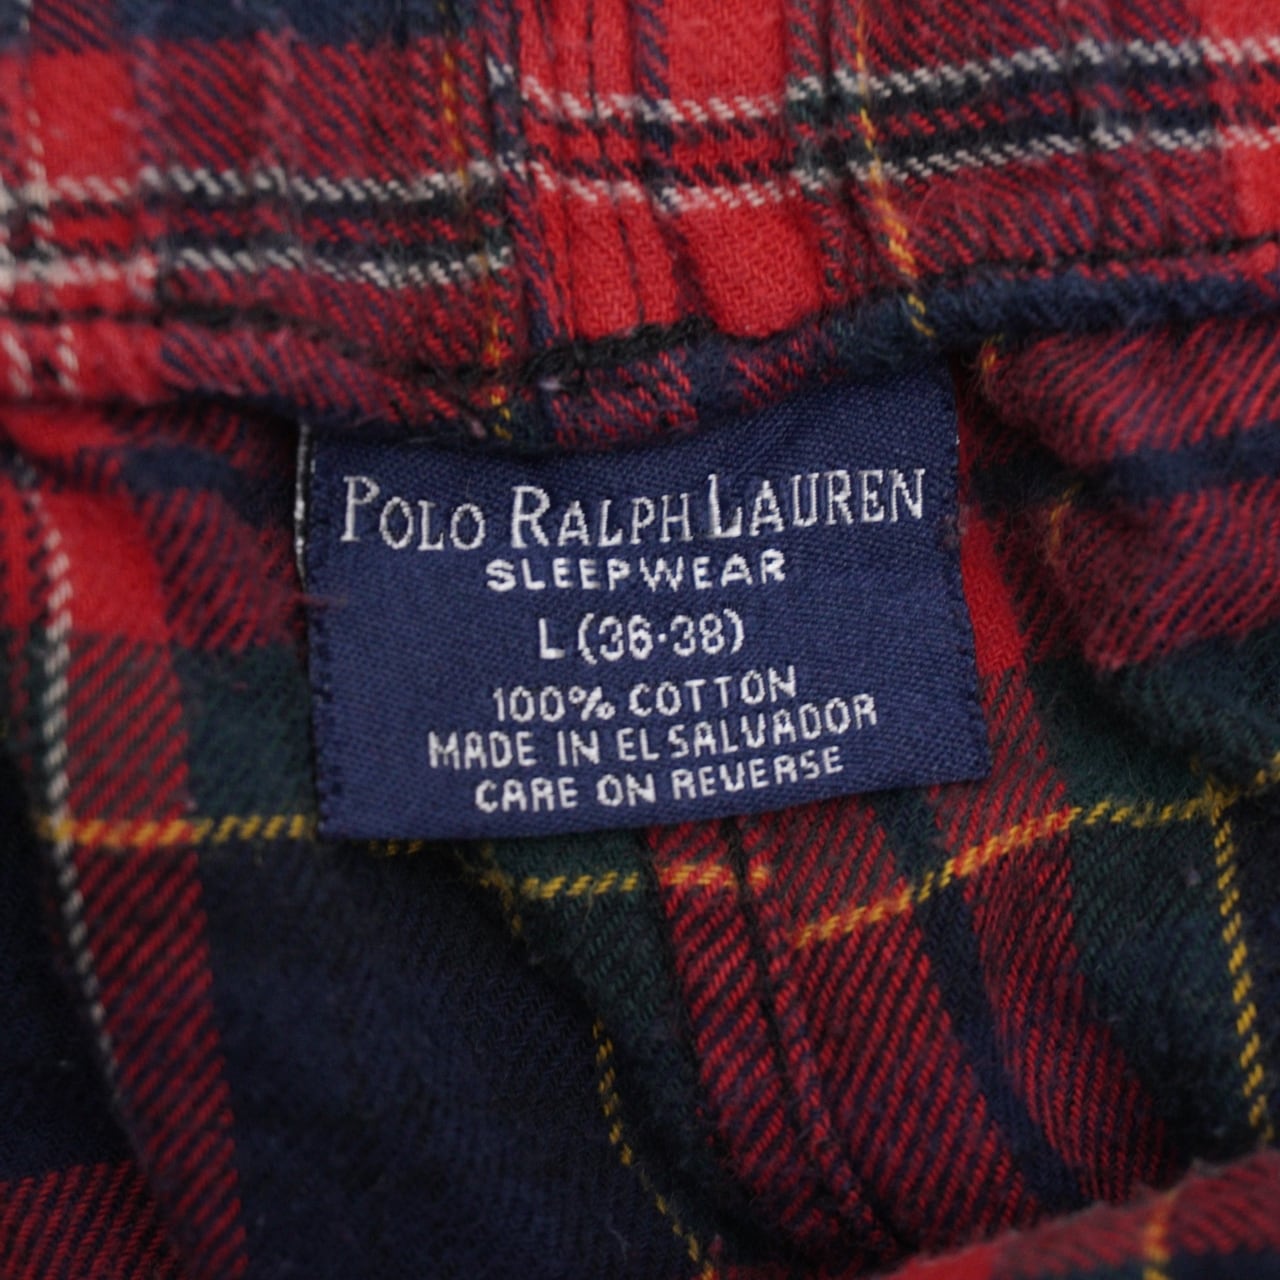 POLO RALPH LAUREN
SLEEPWEAR
L (36·38)
100% COTTON
MADE IN EL SALVADOR
CARE ON REVERSE